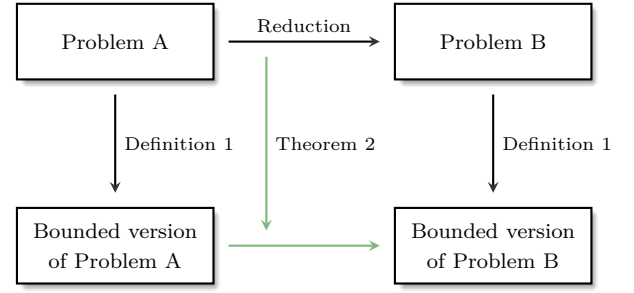 Problem A
Reduction
Problem B
Definition 1
Theorem 2
Definition 1
Bounded version
of Problem A
Bounded version
of Problem B